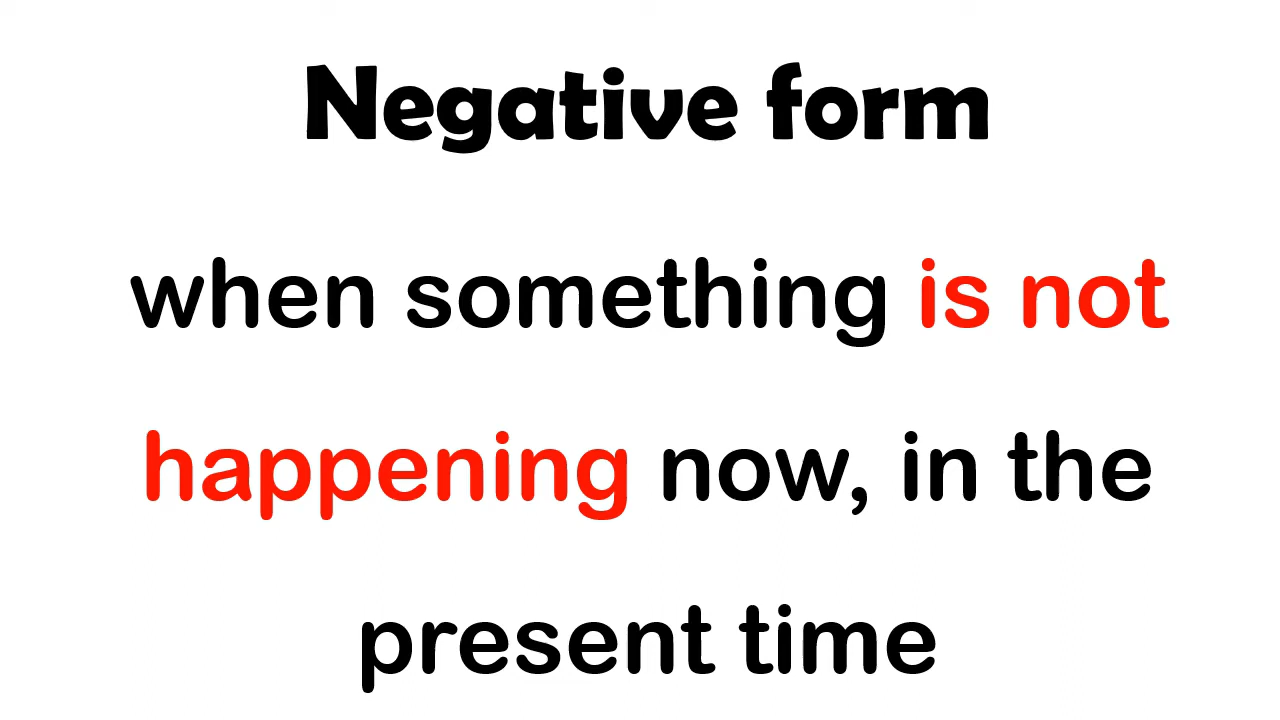 Negative form
when something is not
happening now, in the
present time